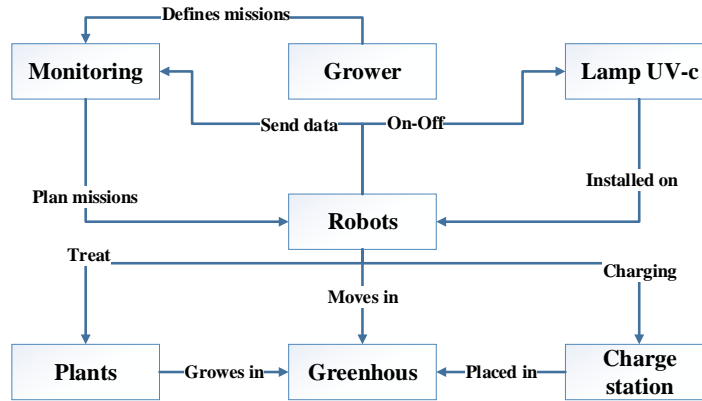 Defines missions
Monitoring
Grower
Lamp UV-c
Send data
On-Off
Plan missions
Installed on
Robots
Treat
Charging
Moves in
Plants
Growes in
Greenhous
Placed in
Charge
station